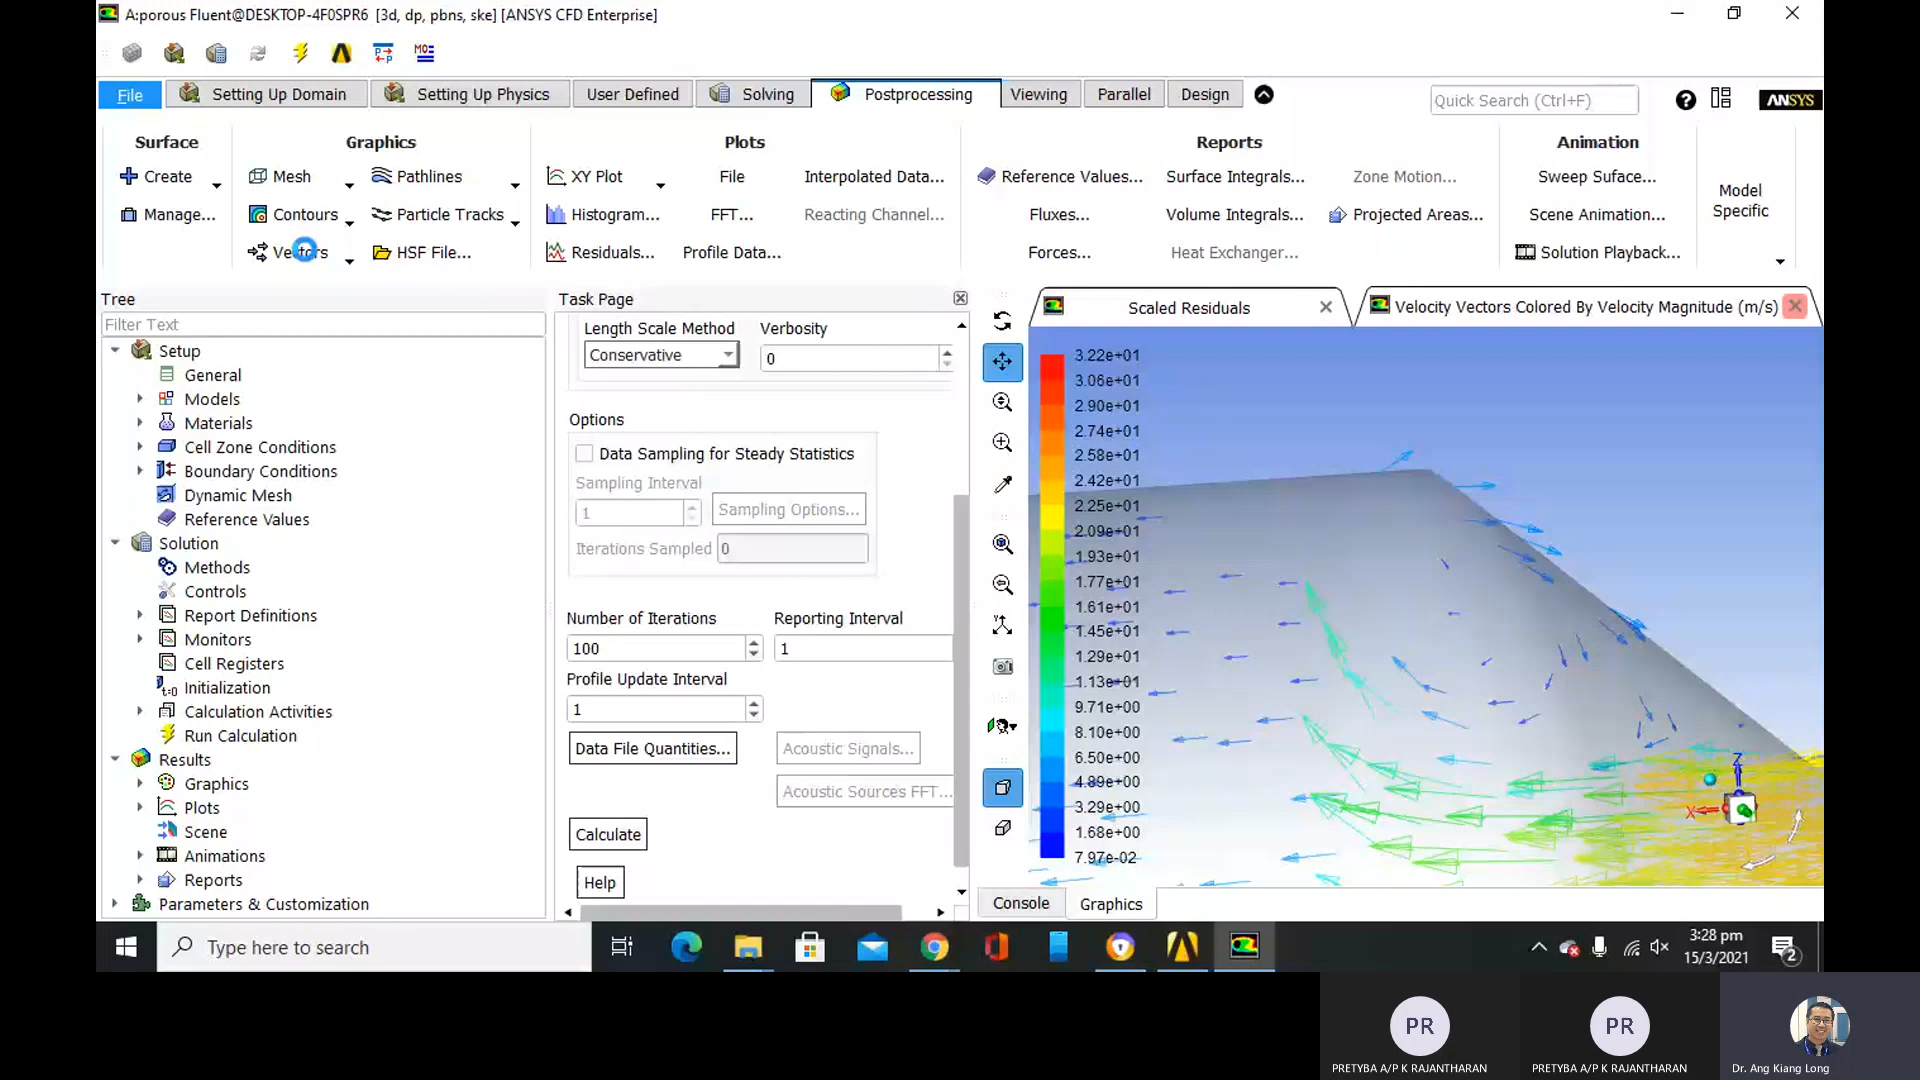 A:porous Fluent@DESKTOP-4F0SPR6 [3d, dp, pbns, ske] [ANSYS CFD Enterprise]
File Setting Up Domain Setting Up Physics User Defined Solving Postprocessing Viewing Parallel Design Quick Search (Ctrl+F) ANSYS
Surface Graphics Plots Reports Animation
Create Mesh Pathlines XY Plot File Interpolated Data... Reference Values... Surface Integrals... Zone Motion... Sweep Suface...
Manage... Contours Particle Tracks Histogram... FFT... Reacting Channel... Fluxes... Volume Integrals... Projected Areas... Scene Animation...
Vectors HSF File... Residuals... Profile Data... Forces... Heat Exchanger... Solution Playback...
Model
Specific
Tree
Filter Text
Setup
General
Models
Materials
Cell Zone Conditions
Boundary Conditions
Dynamic Mesh
Reference Values
Solution
Methods
Controls
Report Definitions
Monitors
Cell Registers
t=0 Initialization
Calculation Activities
Run Calculation
Results
Graphics
Plots
Scene
Animations
Reports
Parameters & Customization
Task Page
Length Scale Method Verbosity
Conservative 0
Options
Data Sampling for Steady Statistics
Sampling Interval
1 Sampling Options...
Iterations Sampled 0
Number of Iterations Reporting Interval
100 1
Profile Update Interval
1
Data File Quantities... Acoustic Signals...
Acoustic Sources FFT...
Calculate
Help
Scaled Residuals Velocity Vectors Colored By Velocity Magnitude (m/s)
3.22e+01
3.06e+01
2.90e+01
2.74e+01
2.58e+01
2.42e+01
2.25e+01
2.09e+01
1.93e+01
1.77e+01
1.61e+01
1.45e+01
1.29e+01
1.13e+01
9.71e+00
8.10e+00
6.50e+00
4.89e+00
3.29e+00
1.68e+00
7.97e-02
Z
X
Console Graphics
Type here to search
3:28 pm
15/3/2021
2
PR PR
PRETYBA A/P K RAJANTHARAN PRETYBA A/P K RAJANTHARAN Dr. Ang Kiang Long